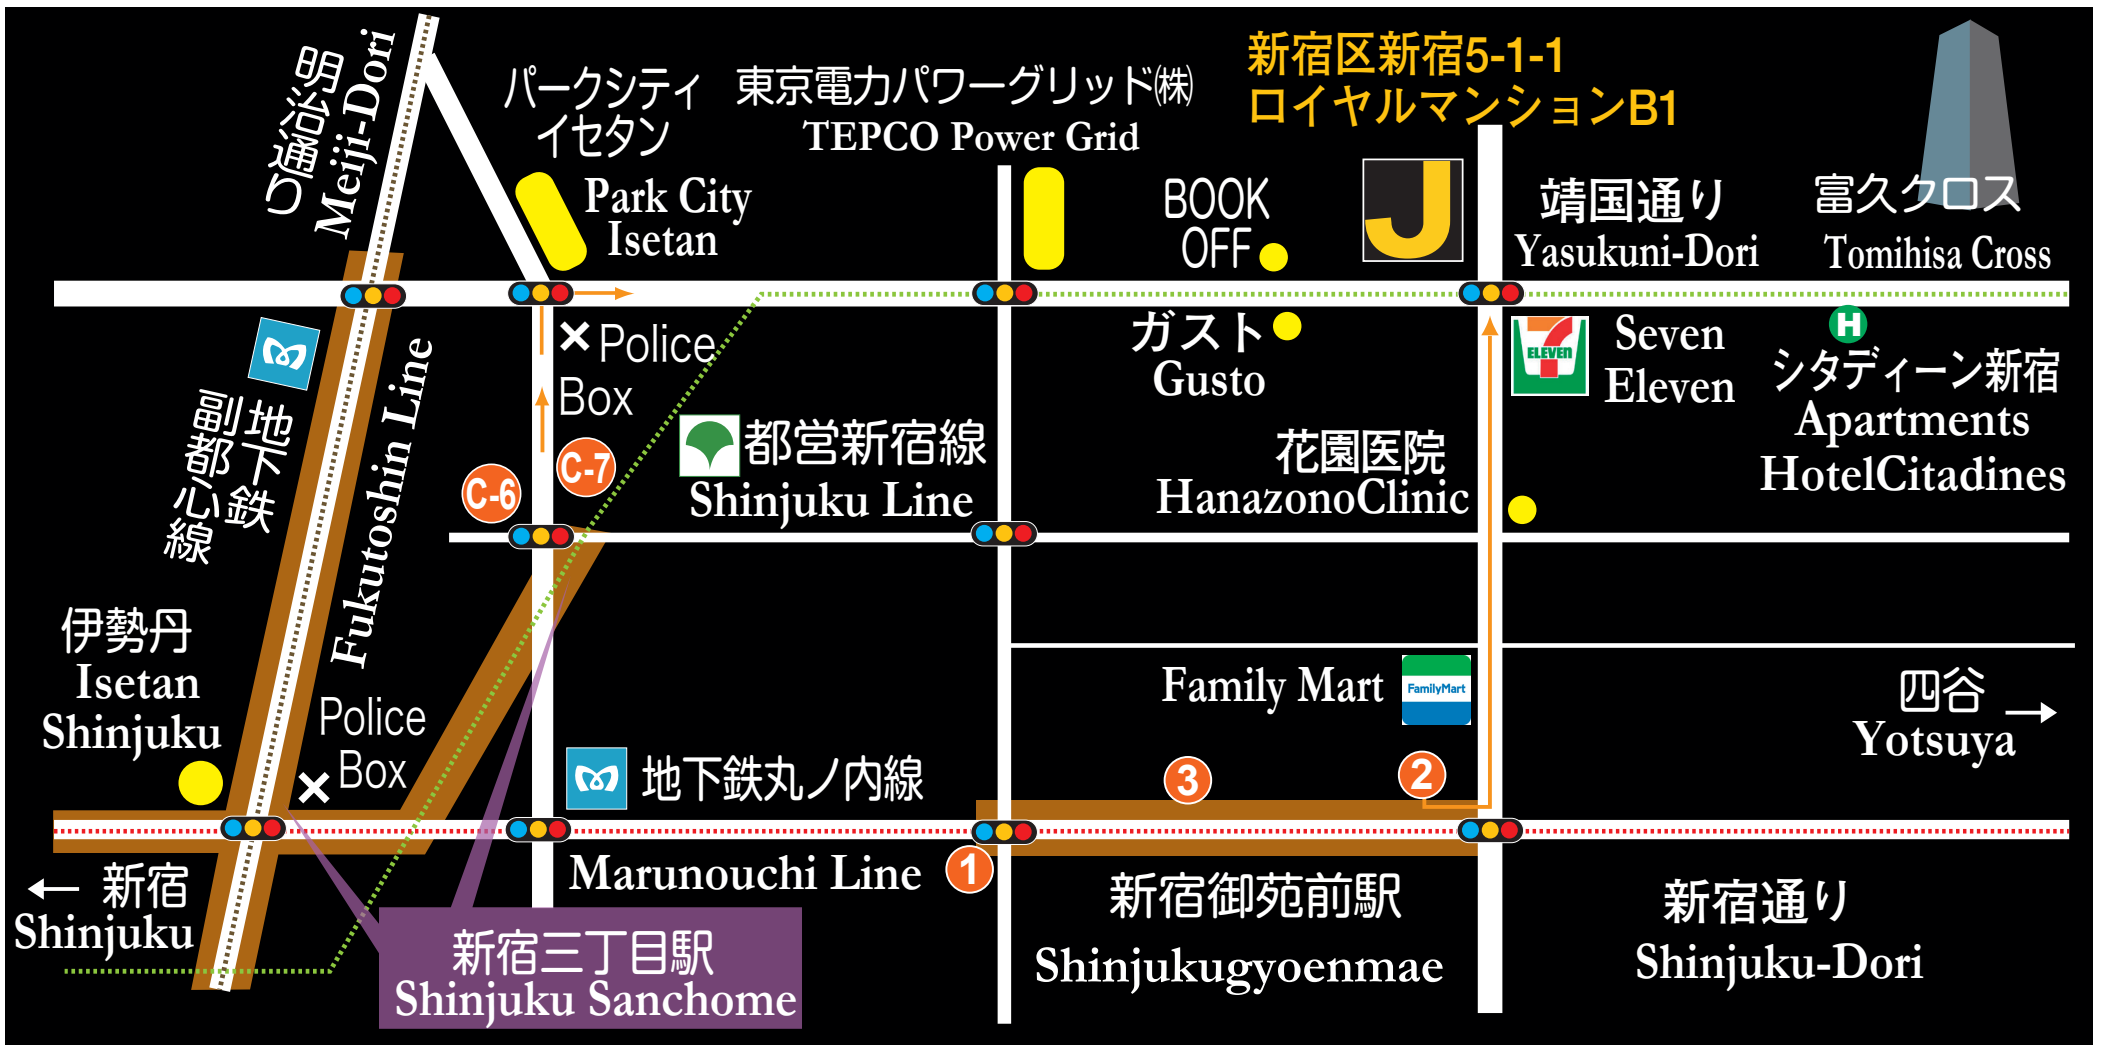 明治通り
Meiji-Dori
パークシティ
イセタン
Park City
Isetan
東京電力パワーグリッド㈱
TEPCO Power Grid
新宿区新宿5-1-1
ロイヤルマンションB1
BOOK
OFF
J
靖国通り
Yasukuni-Dori
富久クロス
Tomihisa Cross
Police
Box
ガスト
Gusto
7
ELEVEN
Seven
Eleven
H
シタディーン新宿
Apartments
HotelCitadines
地下鉄
副都心線
Fukutoshin Line
C-6
C-7
都営新宿線
Shinjuku Line
花園医院
HanazonoClinic
伊勢丹
Isetan
Shinjuku
Police
Box
Family Mart
FamilyMart
四谷
Yotsuya
地下鉄丸ノ内線
Marunouchi Line
1
3
2
新宿
Shinjuku
新宿三丁目駅
Shinjuku Sanchome
新宿御苑前駅
Shinjukugyoenmae
新宿通り
Shinjuku-Dori